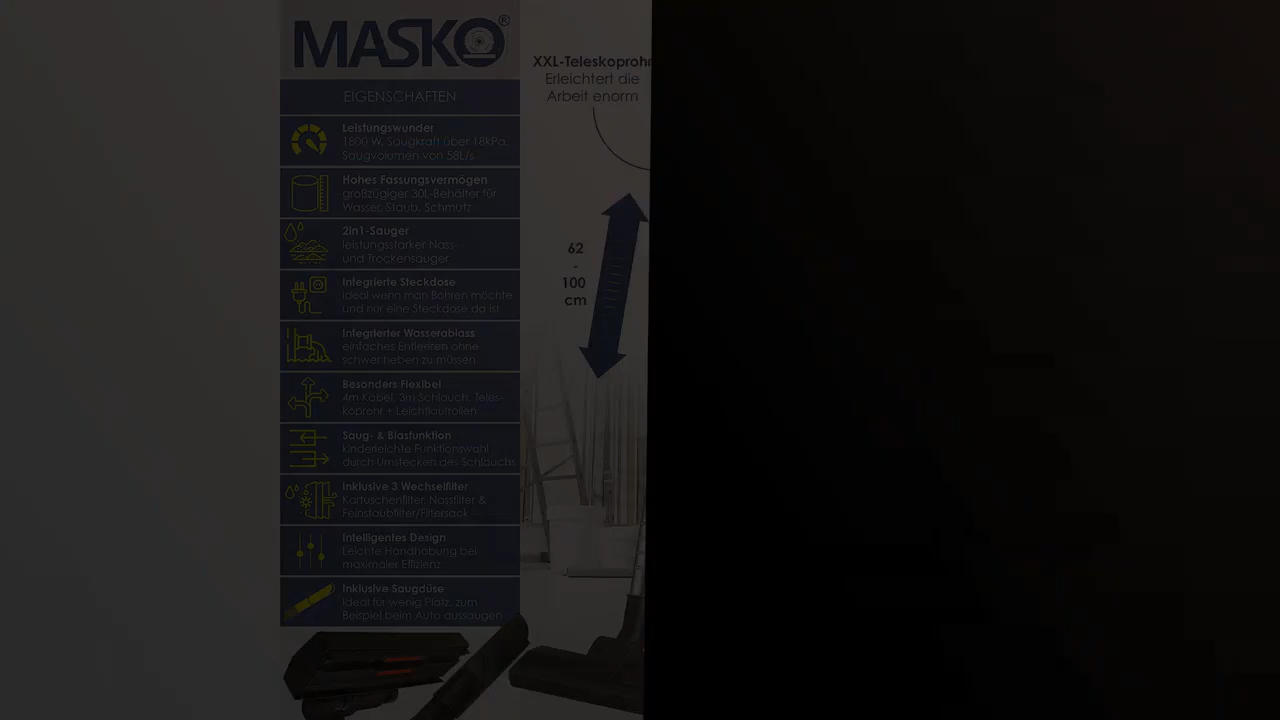 MASKO®
EIGENSCHAFTEN
Leistungswunder
1800 W, Saugkraft über 18kPa,
Saugvolumen von 58L/s
Hohes Fassungsvermögen
großzügiger 30L-Behälter für
Wasser, Staub, Schmutz
2in1-Sauger
leistungsstarker Nass-
und Trockensauger
Integrierte Steckdose
Ideal wenn man Bohren möchte
und nur eine Steckdose da ist
Integrierter Wasserablass
einfaches Entleeren ohne
schwer heben zu müssen
Besonders Flexibel
4m Kabel, 3m Schlauch, Teles-
koprohr + Leichtlaufrollen
Saug- & Blasfunktion
kinderleichte Funktionswahl
durch Umstecken des Schlauchs
Inklusive 3 Wechselfilter
Kartuschenfilter, Nassfilter &
Feinstaubfilter/Filtersack
Intelligentes Design
Leichte Handhabung bei
maximaler Effizienz
Inklusive Saugdüse
Ideal für wenig Platz, zum
Beispiel beim Auto aussaugen
XXL-Teleskoprohr
Erleichtert die
Arbeit enorm
62
-
100
cm